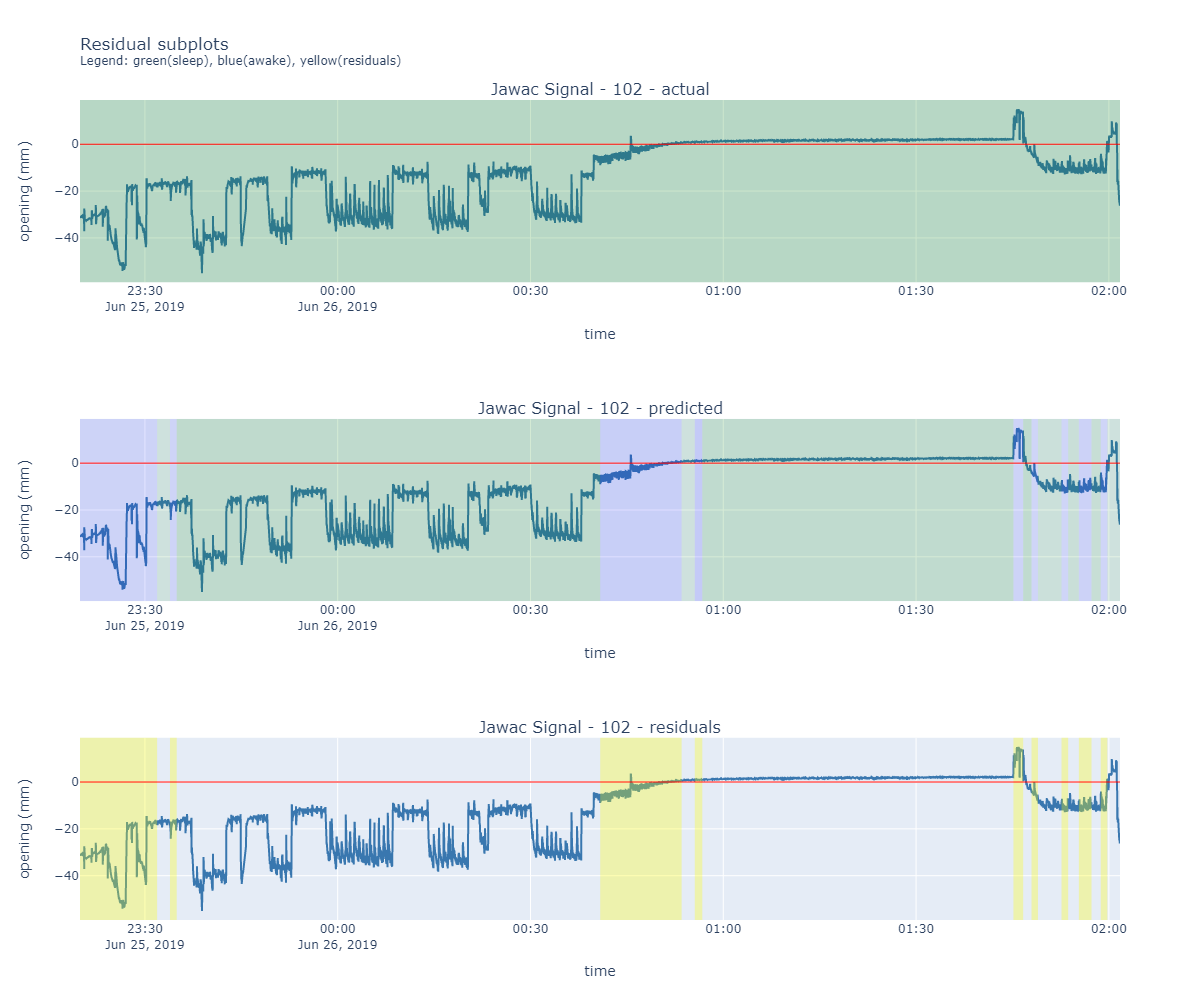 Residual subplots
Legend: green(sleep), blue(awake), yellow(residuals)
Jawac Signal - 102 - actual
opening (mm)
0
−20
−40
23:30 00:00 00:30 01:00 01:30 02:00
Jun 25, 2019 Jun 26, 2019
time
Jawac Signal - 102 - predicted
opening (mm)
0
−20
−40
23:30 00:00 00:30 01:00 01:30 02:00
Jun 25, 2019 Jun 26, 2019
time
Jawac Signal - 102 - residuals
opening (mm)
0
−20
−40
23:30 00:00 00:30 01:00 01:30 02:00
Jun 25, 2019 Jun 26, 2019
time